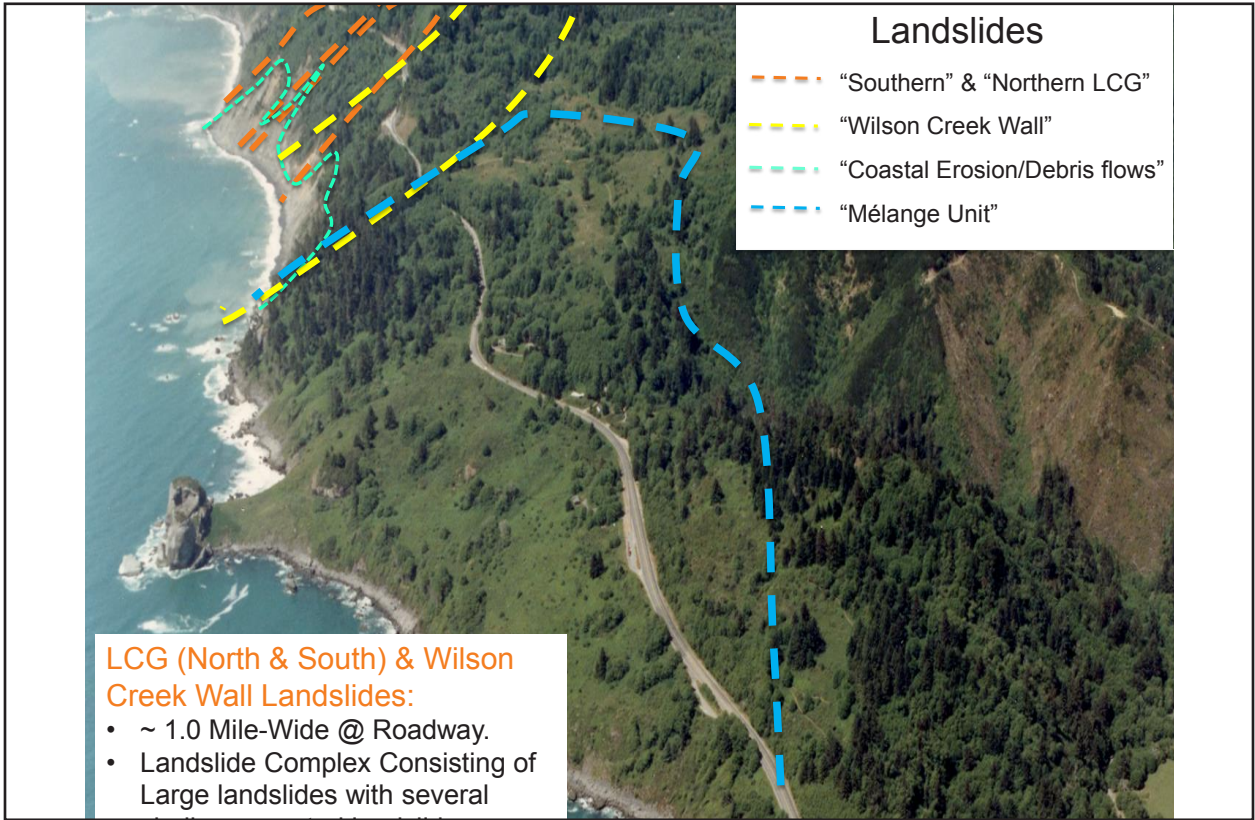 Landslides
“Southern” & “Northern LCG”
“Wilson Creek Wall”
“Coastal Erosion/Debris flows”
“Mélange Unit”
LCG (North & South) & Wilson
Creek Wall Landslides:
• ~ 1.0 Mile-Wide @ Roadway.
• Landslide Complex Consisting of
Large landslides with several